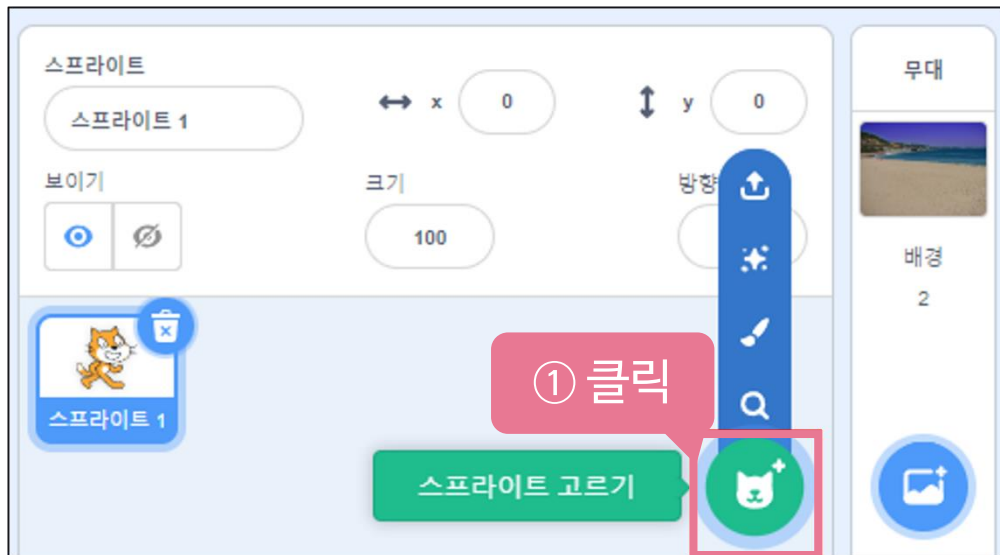 스프라이트
스프라이트 1
x 0
y 0
보이기
크기
방향
100
스프라이트 1
① 클릭
스프라이트 고르기
무대
배경
2